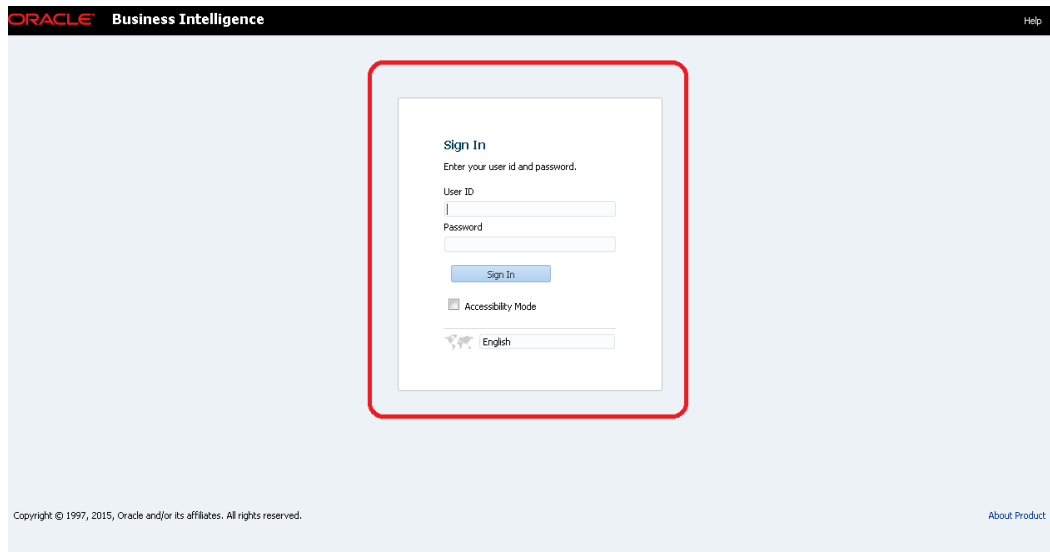 ORACLE Business Intelligence
Help
Sign In
Enter your user id and password.
User ID
Password
Sign In
Accessibility Mode
English
Copyright © 1997, 2015, Oracle and/or its affiliates. All rights reserved.
About Product